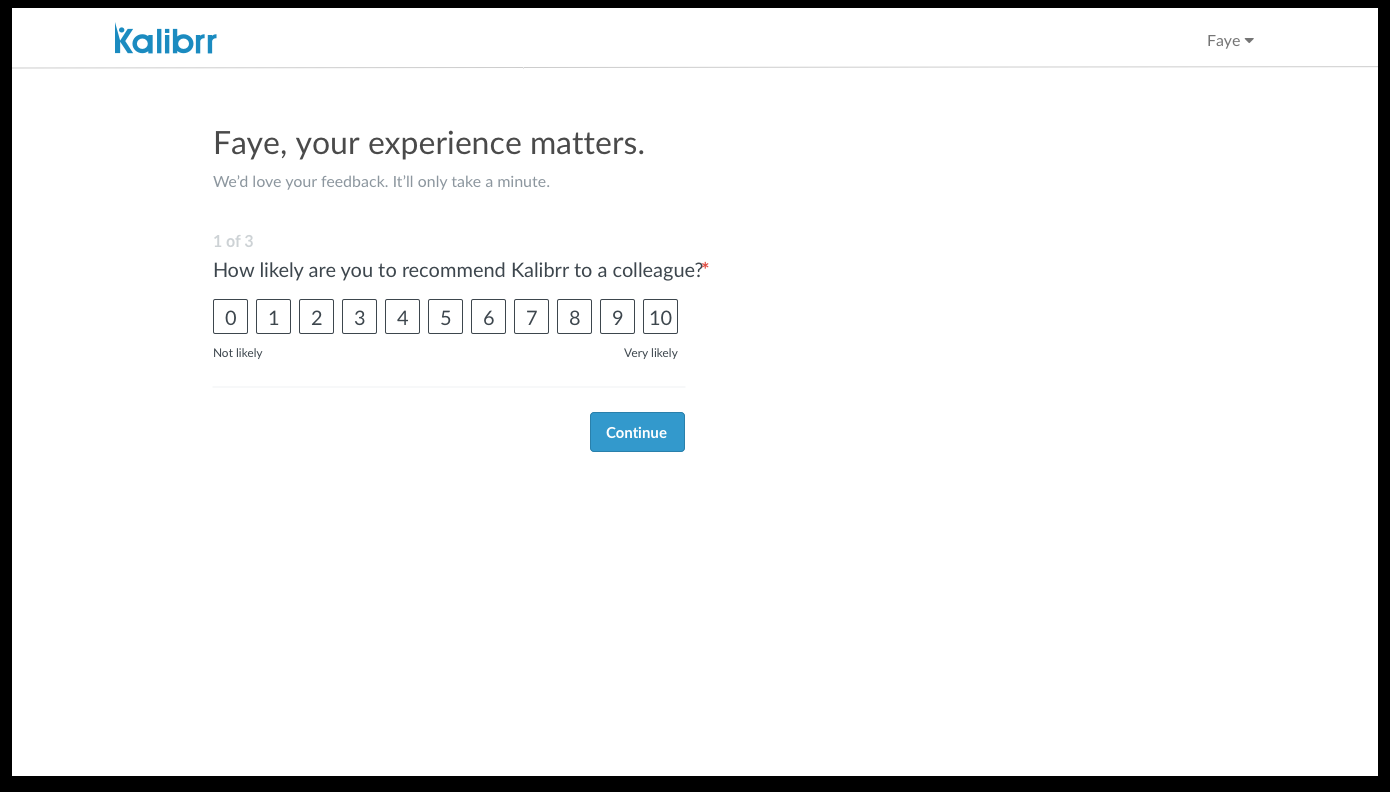 Kalibrr
Faye
Faye, your experience matters.
We'd love your feedback. It'll only take a minute.
1 of 3
How likely are you to recommend Kalibrr to a colleague?*
0 1 2 3 4 5 6 7 8 9 10
Not likely Very likely
Continue